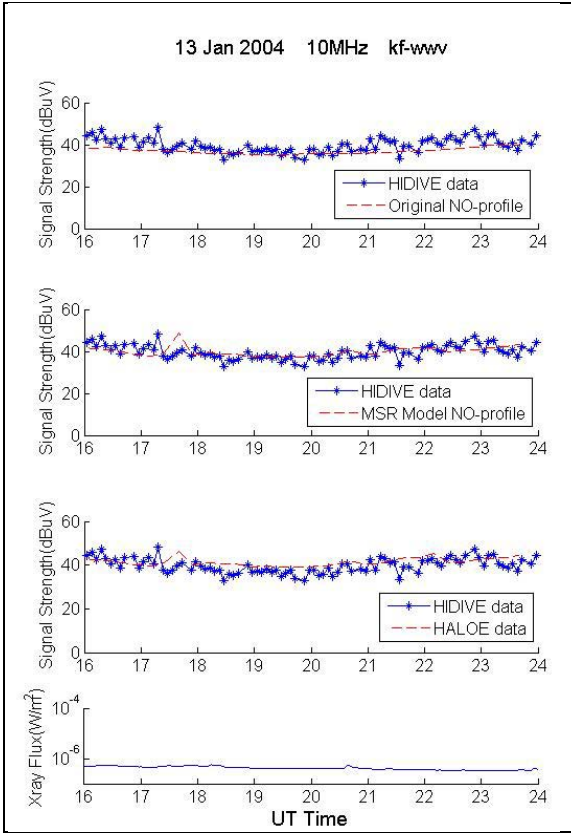 13 Jan 2004 10MHz kf-wwv
Signal Strength(dBuV)
60
40
20
0
HIDIVE data
Original NO-profile
16 17 18 19 20 21 22 23 24
Signal Strength(dBuV)
60
40
20
0
HIDIVE data
MSR Model NO-profile
16 17 18 19 20 21 22 23 24
Signal Strength(dBuV)
60
40
20
0
HIDIVE data
HALOE data
16 17 18 19 20 21 22 23 24
Xray Flux(W/m²)
10⁻⁴
10⁻⁶
16 17 18 19 20 21 22 23 24
UT Time